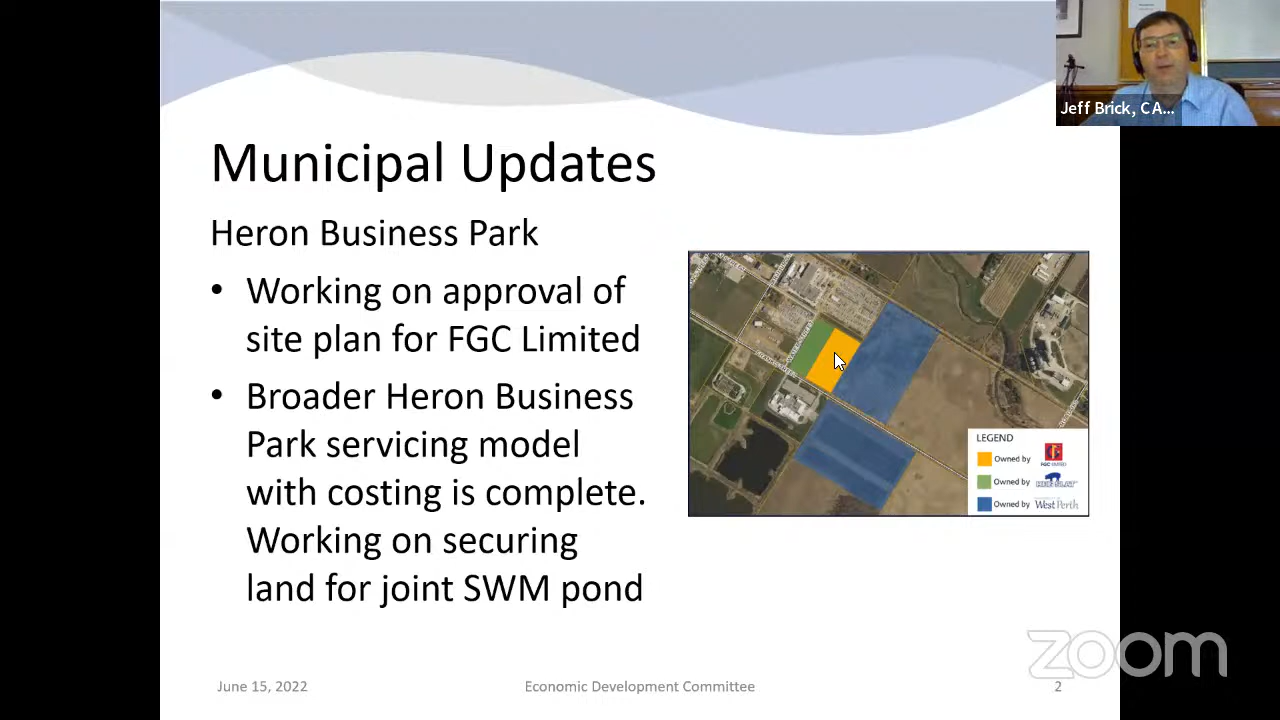 Jeff Brick, CA...
Municipal Updates
Heron Business Park
• Working on approval of
site plan for FGC Limited
• Broader Heron Business
Park servicing model
with costing is complete.
Working on securing
land for joint SWM pond
LEGEND
Owned by FGC LIMITED
Owned by
Owned by West Perth
zoom
June 15, 2022
Economic Development Committee
2